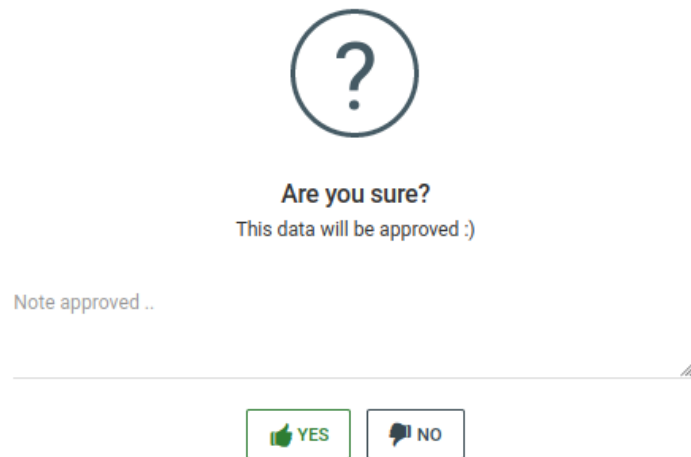 ?
Are you sure?
This data will be approved :)
Note approved ..
YES NO